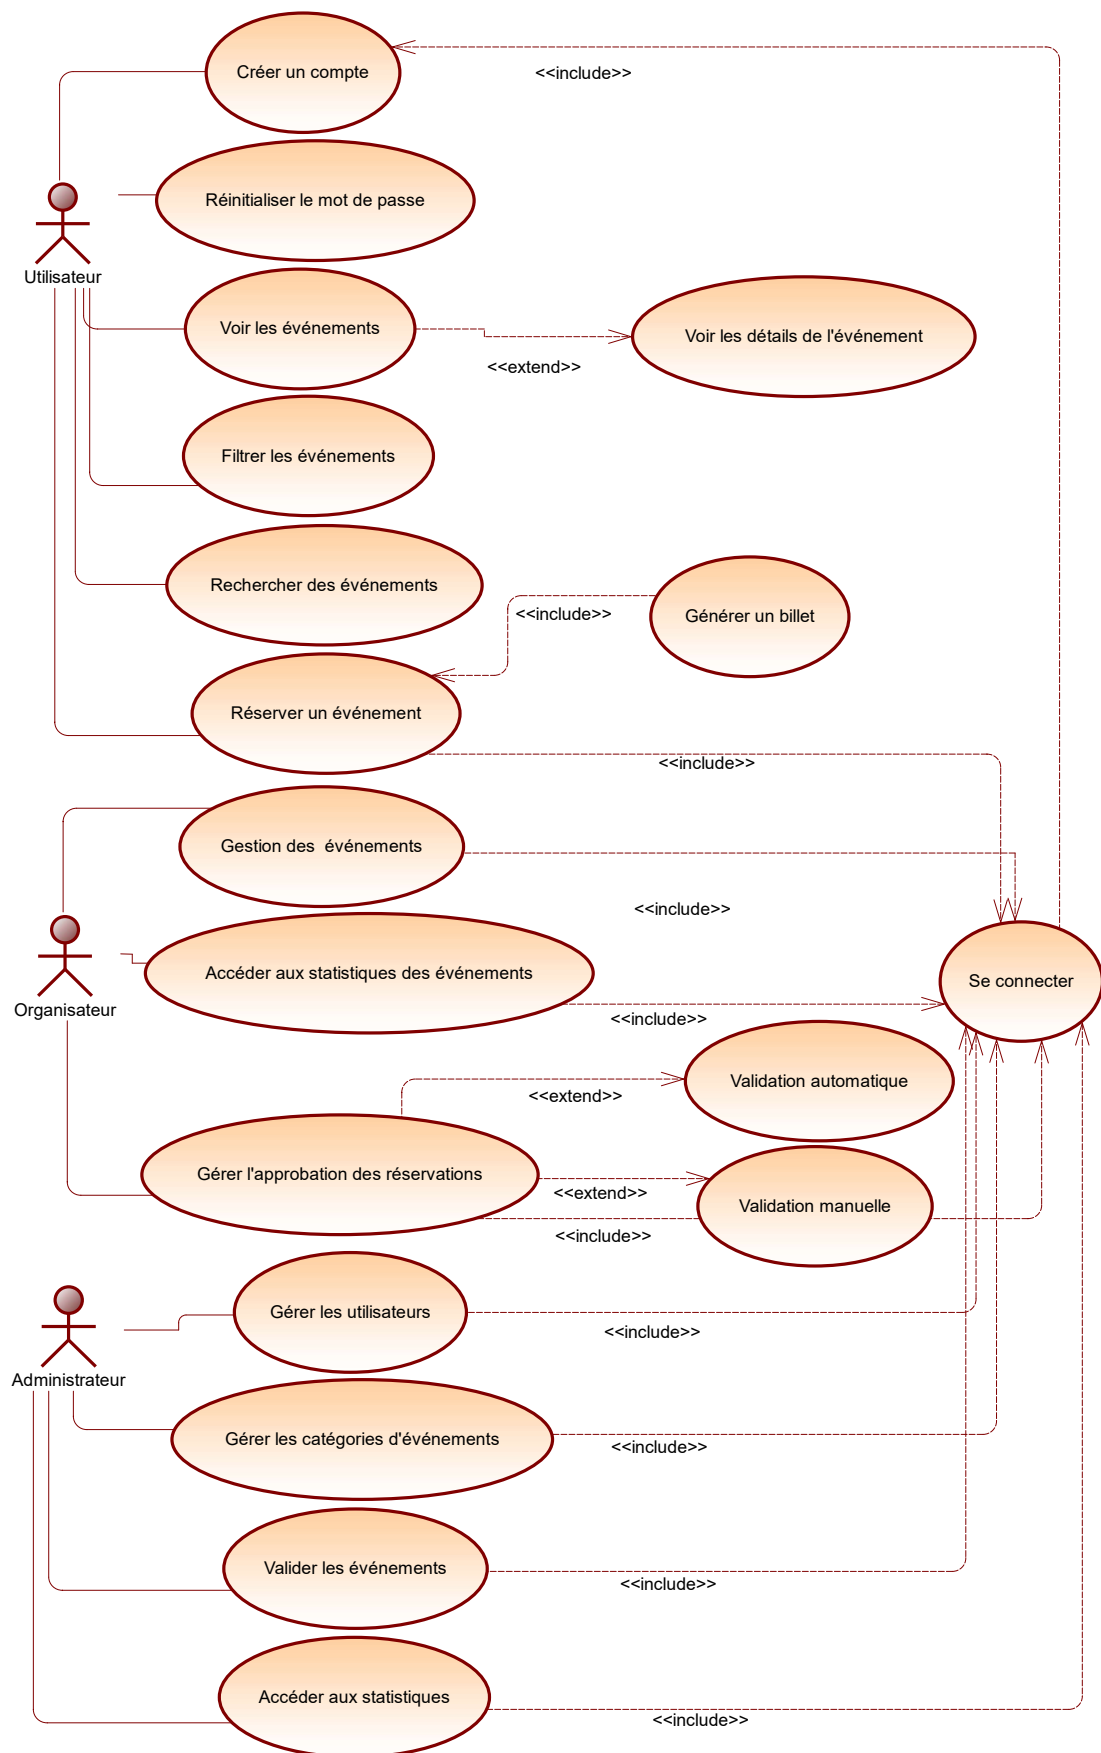 Créer un compte
<<include>>
Réinitialiser le mot de passe
Utilisateur
Voir les événements
Voir les détails de l'événement
<<extend>>
Filtrer les événements
Rechercher des événements
<<include>>
Générer un billet
Réserver un événement
<<include>>
Gestion des  événements
<<include>>
Accéder aux statistiques des événements
Se connecter
Organisateur
<<include>>
Validation automatique
<<extend>>
Gérer l'approbation des réservations
<<extend>>
Validation manuelle
<<include>>
Gérer les utilisateurs
<<include>>
Administrateur
Gérer les catégories d'événements
<<include>>
Valider les événements
<<include>>
Accéder aux statistiques
<<include>>